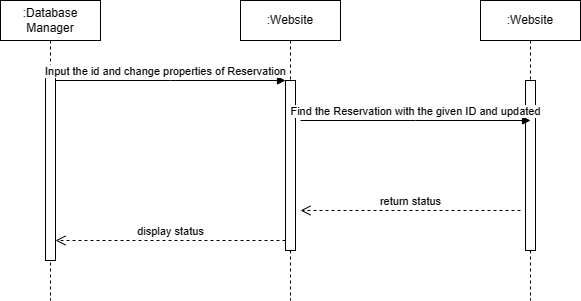 :Database
Manager
:Website
:Website
Input the id and change properties of Reservation
Find the Reservation with the given ID and updated
return status
display status